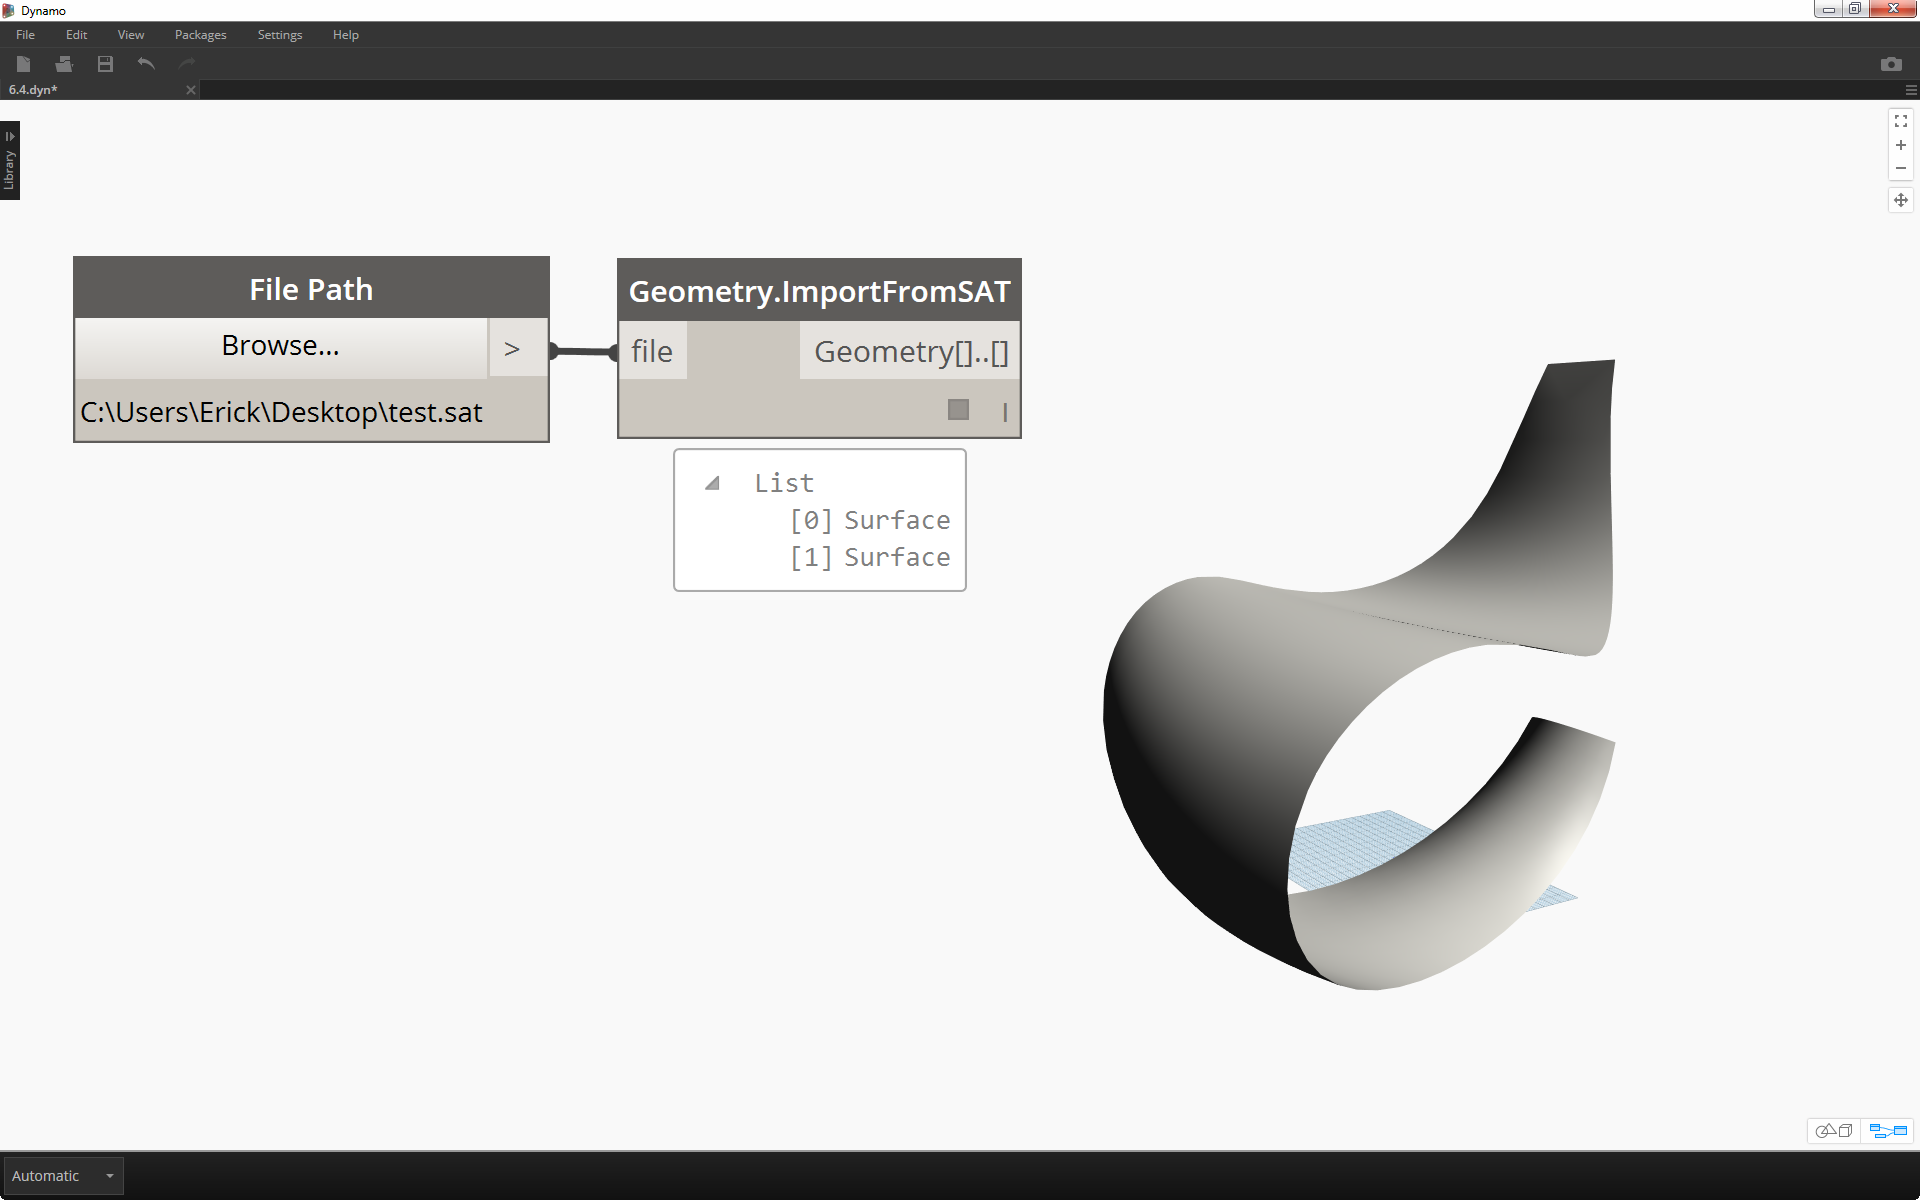 Dynamo
File Edit View Packages Settings Help
6.4.dyn*
Library
File Path
Browse...
>
C:\Users\Erick\Desktop\test.sat
Geometry.ImportFromSAT
file
Geometry[]..[]
List
[0] Surface
[1] Surface
Automatic